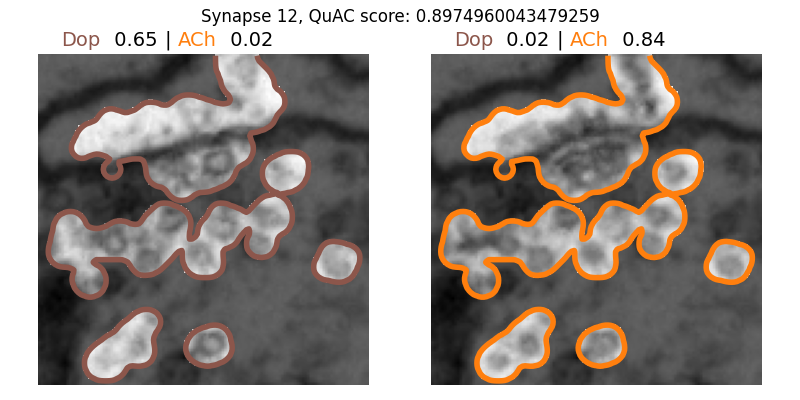 Synapse 12, QuAC score: 0.8974960043479259
Dop 0.65 | ACh 0.02
Dop 0.02 | ACh 0.84